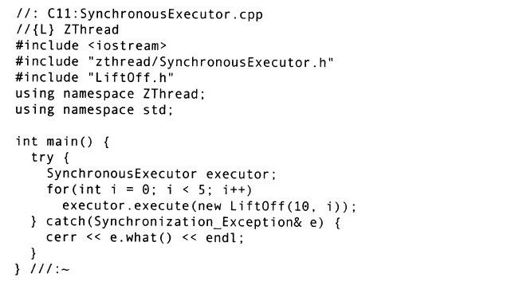 //: C11:SynchronousExecutor.cpp
//{L} ZThread
#include <iostream>
#include "zthread/SynchronousExecutor.h"
#include "LiftOff.h"
using namespace ZThread;
using namespace std;

int main() {
  try {
    SynchronousExecutor executor;
    for(int i = 0; i < 5; i++)
      executor.execute(new LiftOff(10, i));
  } catch(Synchronization_Exception& e) {
    cerr << e.what() << endl;
  }
} ///:~